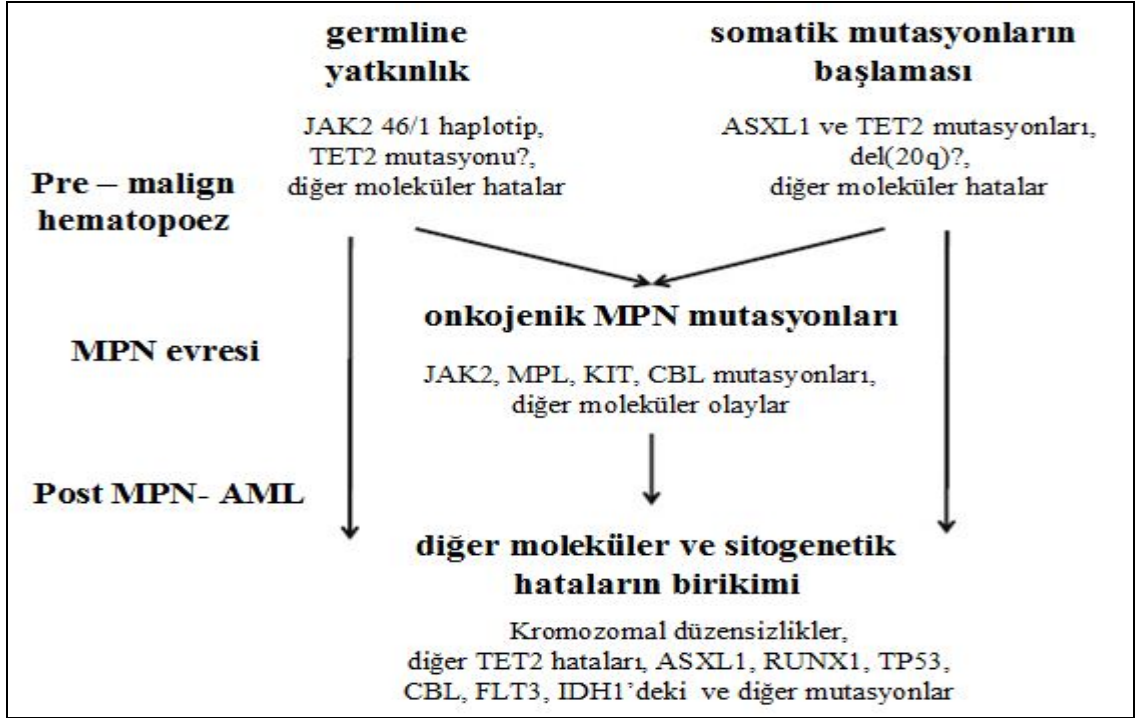 germline
yatkınlık
JAK2 46/1 haplotip,
TET2 mutasyonu?,
diğer moleküler hatalar
somatik mutasyonların
başlaması
ASXL1 ve TET2 mutasyonları,
del(20q)?,
diğer moleküler hatalar
Pre – malign
hematopoez
onkojenik MPN mutasyonları
MPN evresi
JAK2, MPL, KIT, CBL mutasyonları,
diğer moleküler olaylar
Post MPN- AML
diğer moleküler ve sitogenetik
hataların birikimi
Kromozomal düzensizlikler,
diğer TET2 hataları, ASXL1, RUNX1, TP53,
CBL, FLT3, IDH1’deki ve diğer mutasyonlar